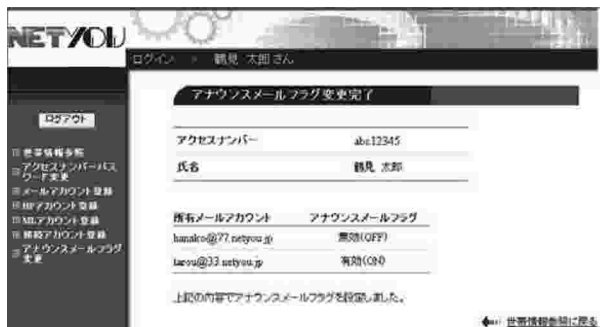 NETYOU
ログイン > 鶴見 太郎 さん
アナウンスメールフラグ変更完了
ログアウト
世帯情報参照
アクセスナンバーパス
ワード変更
メールアカウント登録
HPアカウント登録
MLアカウント登録
接続アカウント登録
アナウンスメールフラグ
変更
アクセスナンバー abc12345
氏名 鶴見 太郎
所有メールアカウント アナウンスメールフラグ
hanako@77.netyou.jp 無効(OFF)
tarou@33.netyou.jp 有効(ON)
上記の内容でアナウンスメールフラグを設定しました。
世帯情報参照に戻る